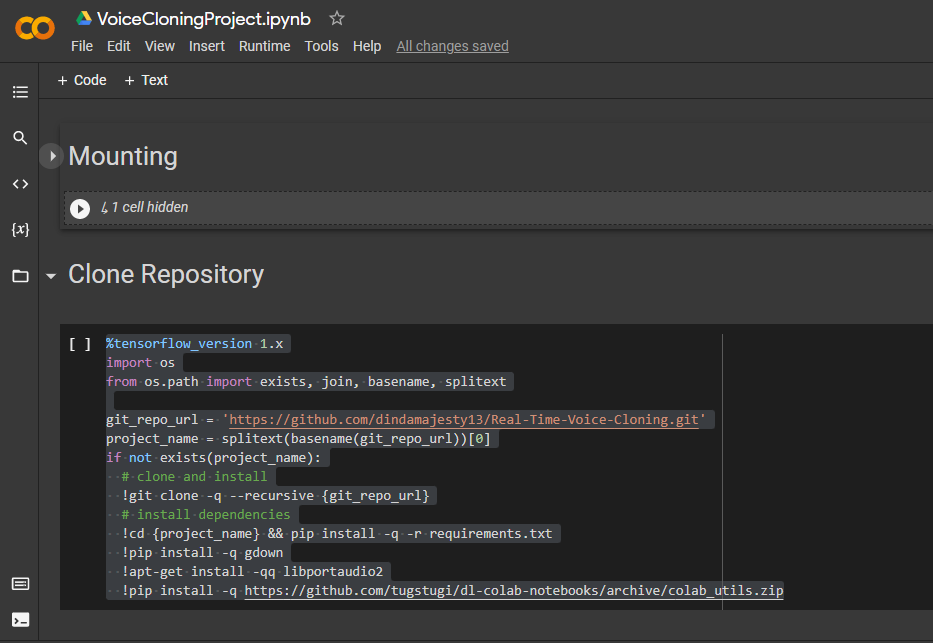 VoiceCloningProject.ipynb
File Edit View Insert Runtime Tools Help All changes saved
+ Code + Text
Mounting
↳ 1 cell hidden
{x}
Clone Repository
[ ] %tensorflow_version 1.x
import os
from os.path import exists, join, basename, splitext
git_repo_url = 'https://github.com/dindamajesty13/Real-Time-Voice-Cloning.git'
project_name = splitext(basename(git_repo_url))[0]
if not exists(project_name):
  # clone and install
  !git clone -q --recursive {git_repo_url}
  # install dependencies
  !cd {project_name} && pip install -q -r requirements.txt
  !pip install -q gdown
  !apt-get install -qq libportaudio2
  !pip install -q https://github.com/tugstugi/dl-colab-notebooks/archive/colab_utils.zip